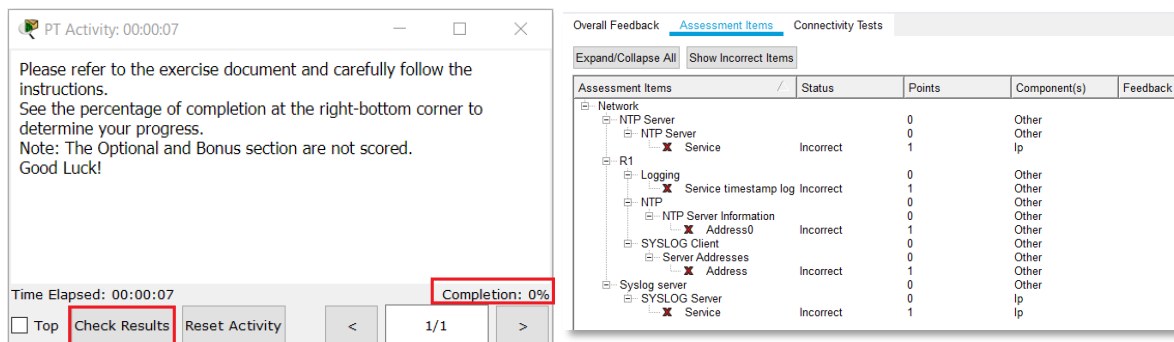 PT Activity: 00:00:07
Please refer to the exercise document and carefully follow the
instructions.
See the percentage of completion at the right-bottom corner to
determine your progress.
Note: The Optional and Bonus section are not scored.
Good Luck!
Time Elapsed: 00:00:07 Completion: 0%
Top Check Results Reset Activity < 1/1 >
Overall Feedback Assessment Items Connectivity Tests
Expand/Collapse All Show Incorrect Items
Assessment Items Status Points Component(s) Feedback
Network
NTP Server 0 Other
NTP Server 0 Other
Service Incorrect 1 Ip
R1 0 Other
Logging 0 Other
Service timestamp log Incorrect 1 Other
NTP 0 Other
NTP Server Information 0 Other
Address0 Incorrect 1 Other
SYSLOG Client 0 Other
Server Addresses 0 Other
Address Incorrect 1 Other
Syslog server 0 Other
SYSLOG Server 0 Ip
Service Incorrect 1 Ip